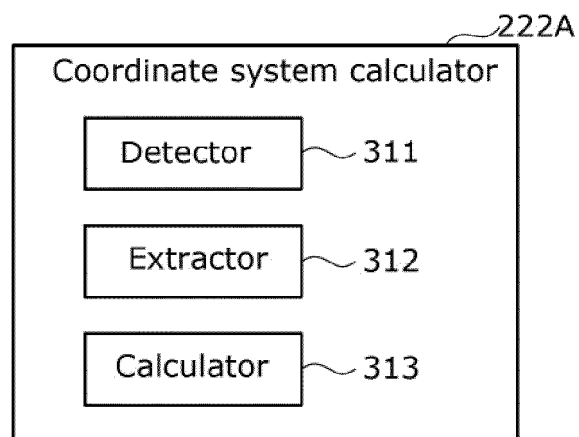 222A
Coordinate system calculator
Detector 311
Extractor 312
Calculator 313